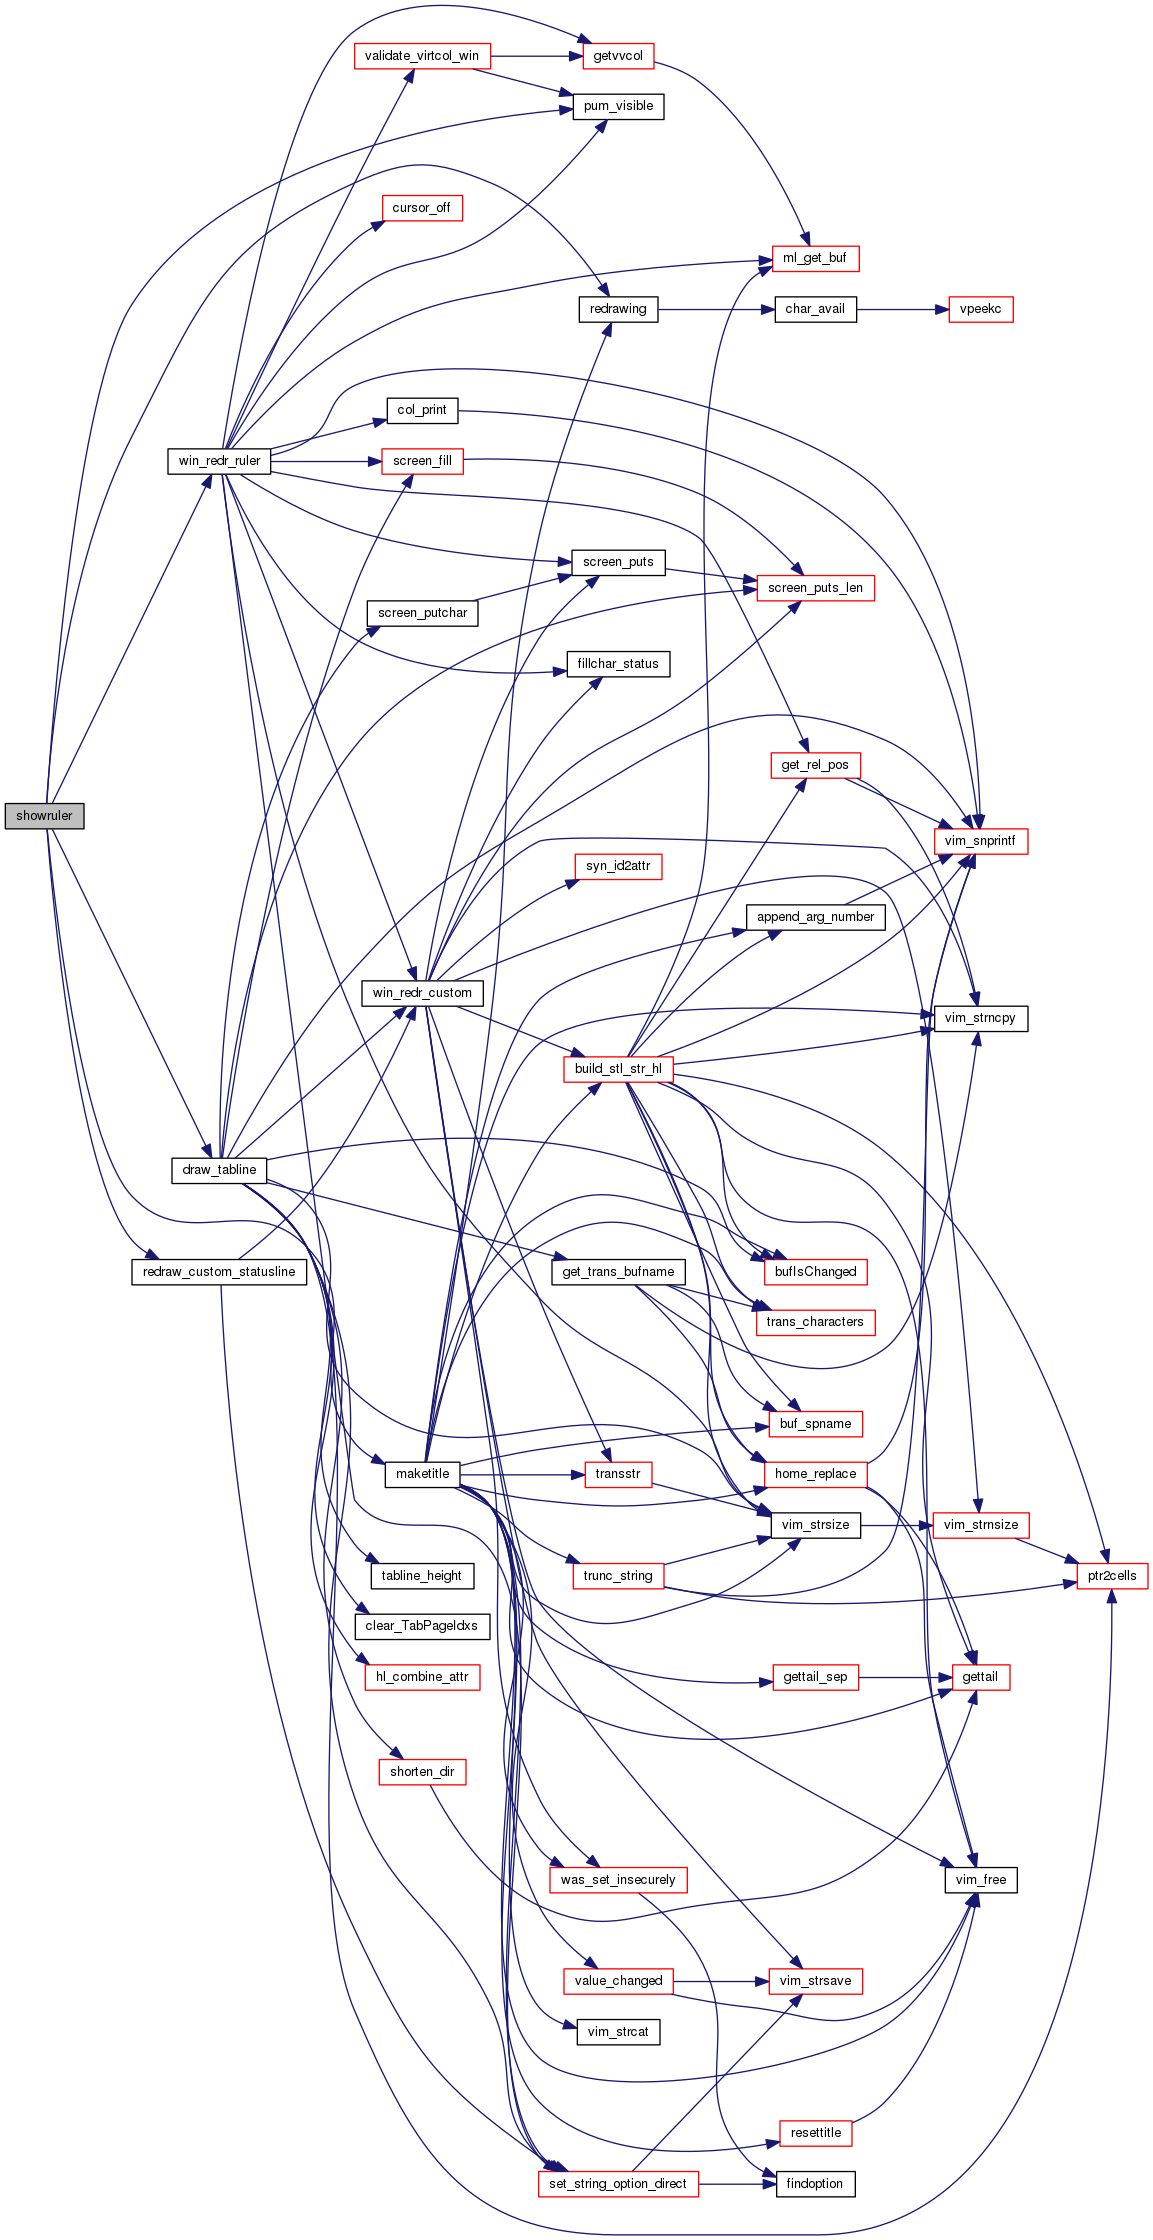 validate_virtcol_win
getvvcol
pum_visible
cursor_off
ml_get_buf
redrawing
char_avail
vpeekc
col_print
win_redr_ruler
screen_fill
screen_puts
screen_puts_len
screen_putchar
fillchar_status
get_rel_pos
showruler
vim_snprintf
syn_id2attr
append_arg_number
win_redr_custom
vim_strncpy
build_stl_str_hl
draw_tabline
redraw_custom_statusline
get_trans_bufname
bufIsChanged
trans_characters
buf_spname
maketitle
transstr
home_replace
vim_strsize
vim_strnsize
tabline_height
trunc_string
ptr2cells
clear_TabPageIdxs
hl_combine_attr
gettail_sep
gettail
shorten_dir
was_set_insecurely
vim_free
value_changed
vim_strsave
vim_strcat
resettitle
set_string_option_direct
findoption